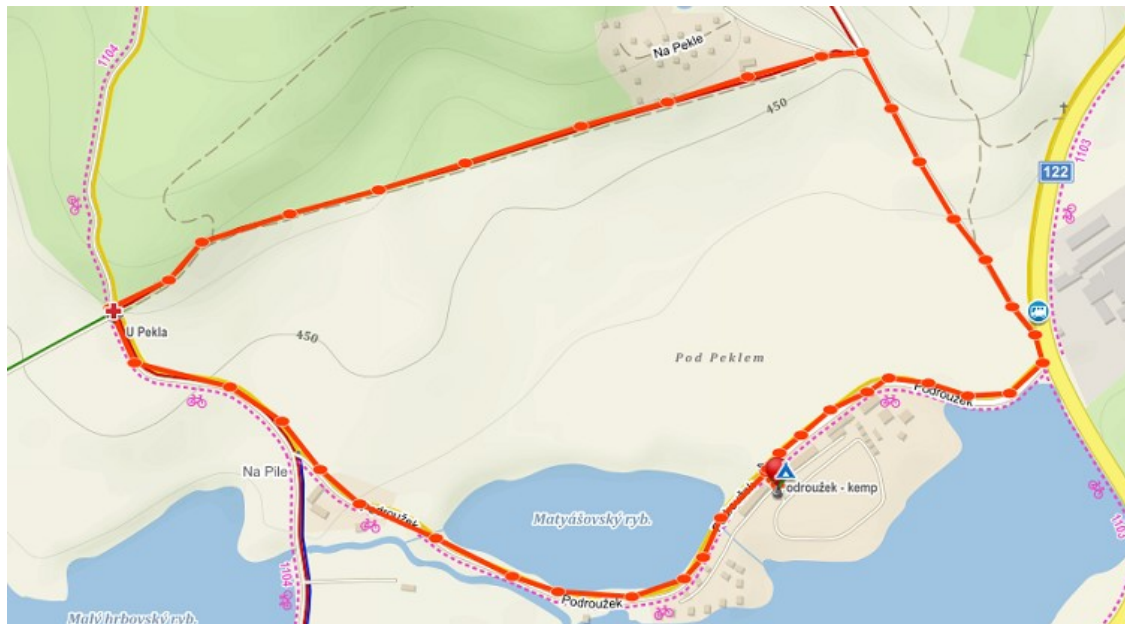 1104
Na Pekle
450
122
1103
U Pekla
450
Pod Peklem
Podroužek
Na Pile
odroužek - kemp
Matyášovský ryb.
1104
Podroužek
1103
Malý hrbovský ryb.